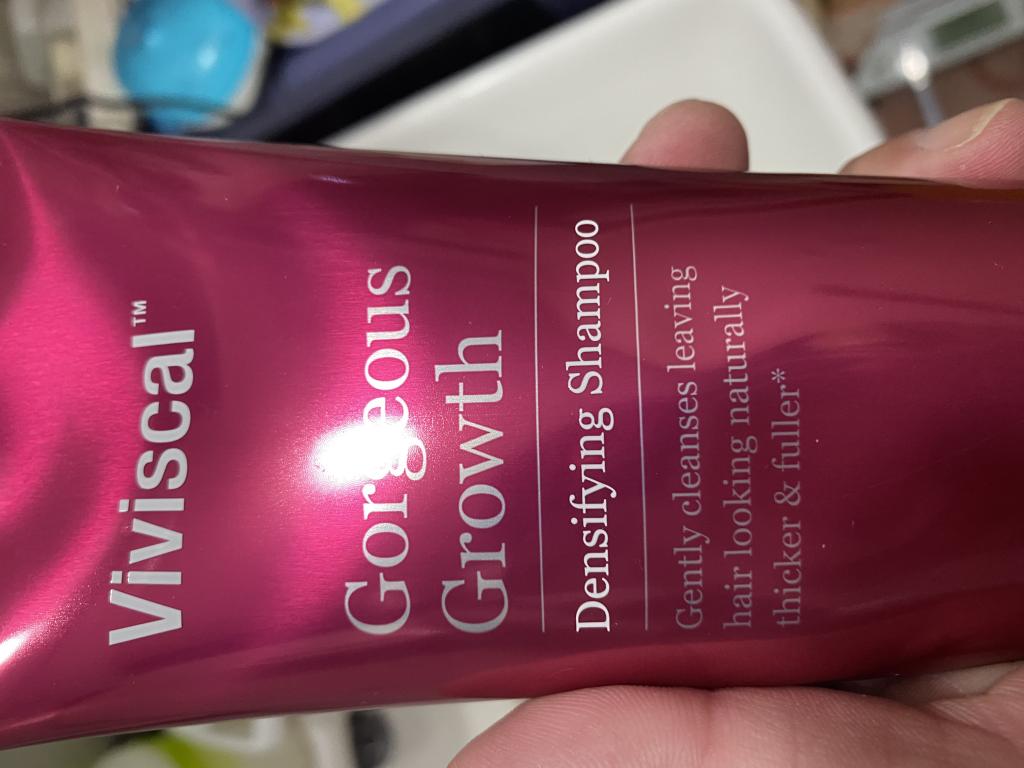 Viviscal™
Gorgeous
Growth
Densifying Shampoo
Gently cleanses leaving
hair looking naturally
thicker & fuller*